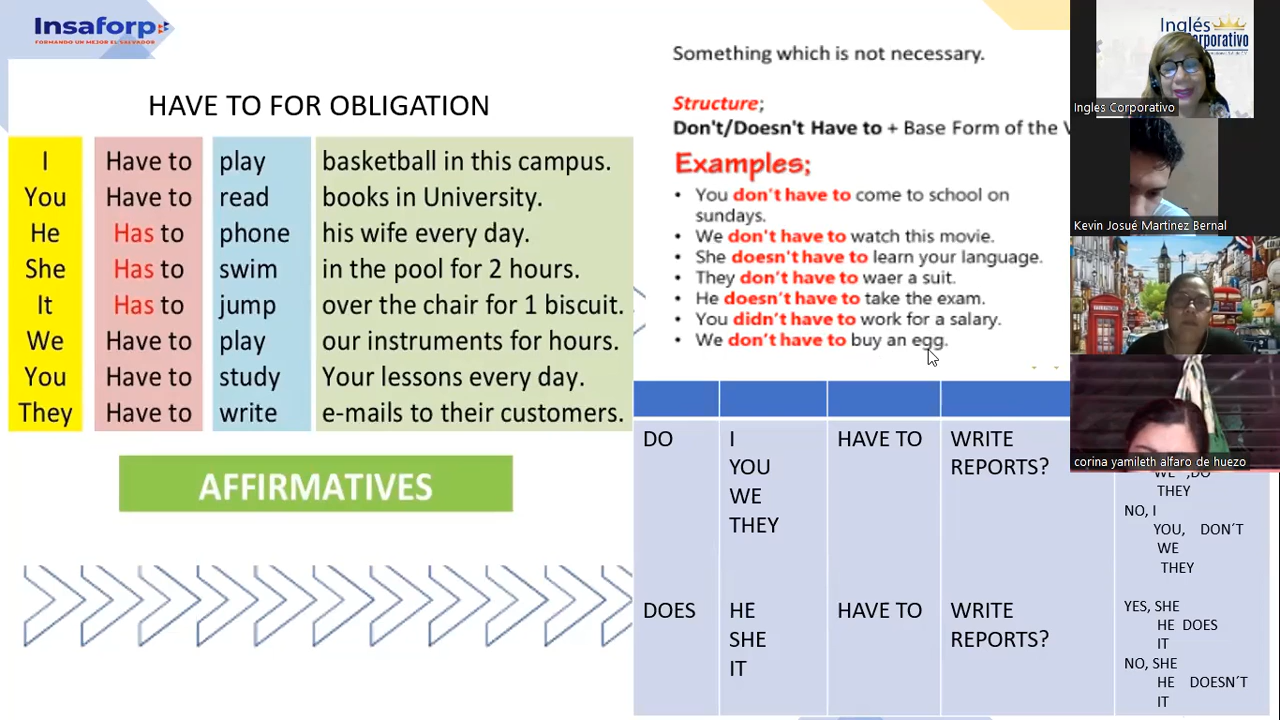 Insaforp
FORMANDO UN MEJOR EL SALVADOR
HAVE TO FOR OBLIGATION
I Have to play basketball in this campus.
You Have to read books in University.
He Has to phone his wife every day.
She Has to swim in the pool for 2 hours.
It Has to jump over the chair for 1 biscuit.
We Have to play our instruments for hours.
You Have to study Your lessons every day.
They Have to write e-mails to their customers.
AFFIRMATIVES
Something which is not necessary.
Structure;
Don't/Doesn't Have to + Base Form of the
Examples;
• You don't have to come to school on
sundays.
• We don't have to watch this movie.
• She doesn't have to learn your language.
• They don't have to waer a suit.
• He doesn't have to take the exam.
• You didn't have to work for a salary.
• We don't have to buy an egg.
DO I HAVE TO WRITE
YOU REPORTS?
WE
THEY
DOES HE HAVE TO WRITE
SHE REPORTS?
IT
WE ,DO
THEY
NO, I
YOU, DON´T
WE
THEY
YES, SHE
HE DOES
IT
NO, SHE
HE DOESN´T
IT
Inglés
Corporativo
Ingles Corporativo
Kevin Josué Martinez Bernal
corina yamileth alfaro de huezo